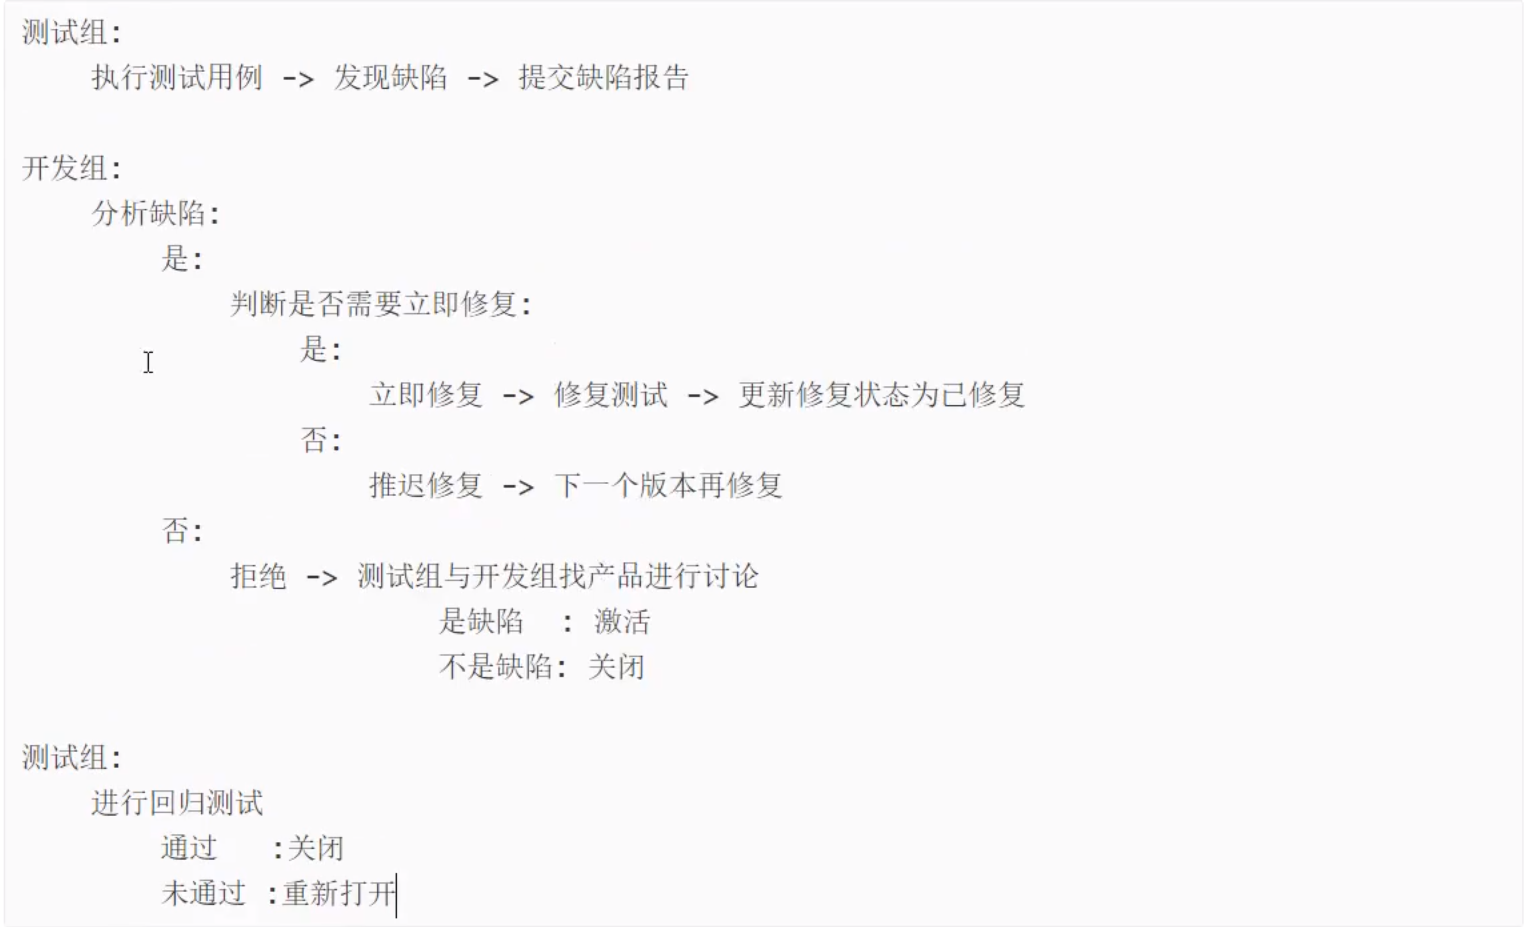 测试组:
执行测试用例 -> 发现缺陷 -> 提交缺陷报告
开发组:
分析缺陷:
是:
判断是否需要立即修复:
是:
立即修复 -> 修复测试 -> 更新修复状态为已修复
否:
推迟修复 -> 下一个版本再修复
否:
拒绝 -> 测试组与开发组找产品进行讨论
是缺陷 : 激活
不是缺陷: 关闭
测试组:
进行回归测试
通过 :关闭
未通过 :重新打开